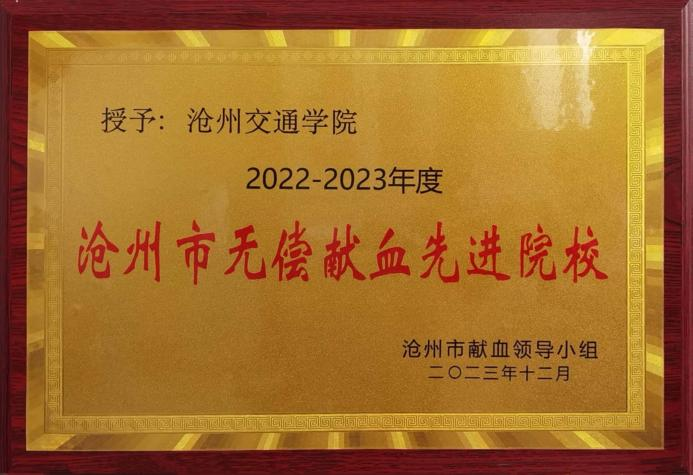 授予：沧州交通学院
2022-2023年度
沧州市无偿献血先进院校
沧州市献血领导小组
二〇二三年十二月